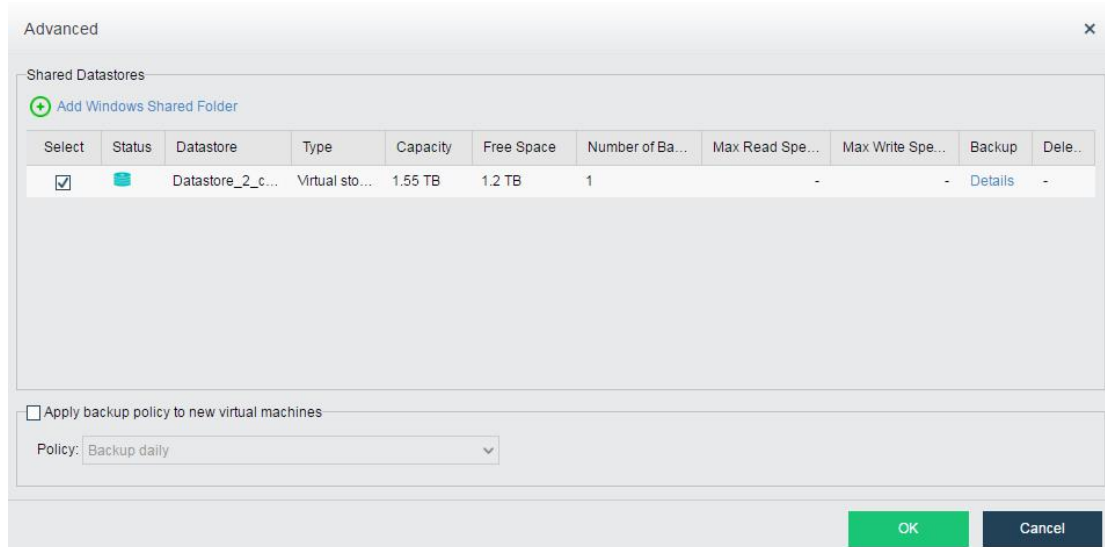 Advanced
Shared Datastores
Add Windows Shared Folder
Select Status Datastore Type Capacity Free Space Number of Ba... Max Read Spe... Max Write Spe... Backup Dele..
Datastore_2_c... Virtual sto... 1.55 TB 1.2 TB 1 - - Details -
Apply backup policy to new virtual machines
Policy: Backup daily
OK Cancel